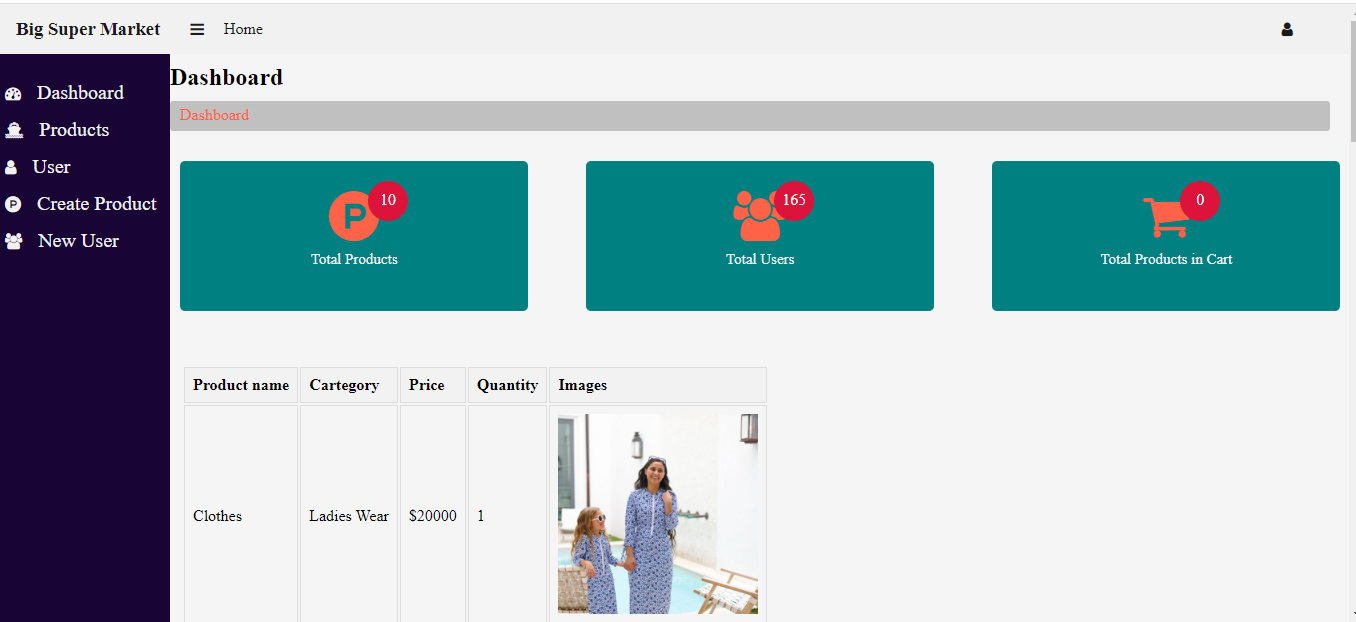 Big Super Market
Home
Dashboard
Products
User
P Create Product
New User
Dashboard
Dashboard
P 10
Total Products
165
Total Users
0
Total Products in Cart
Product name Cartegory Price Quantity Images
Clothes Ladies Wear $20000 1